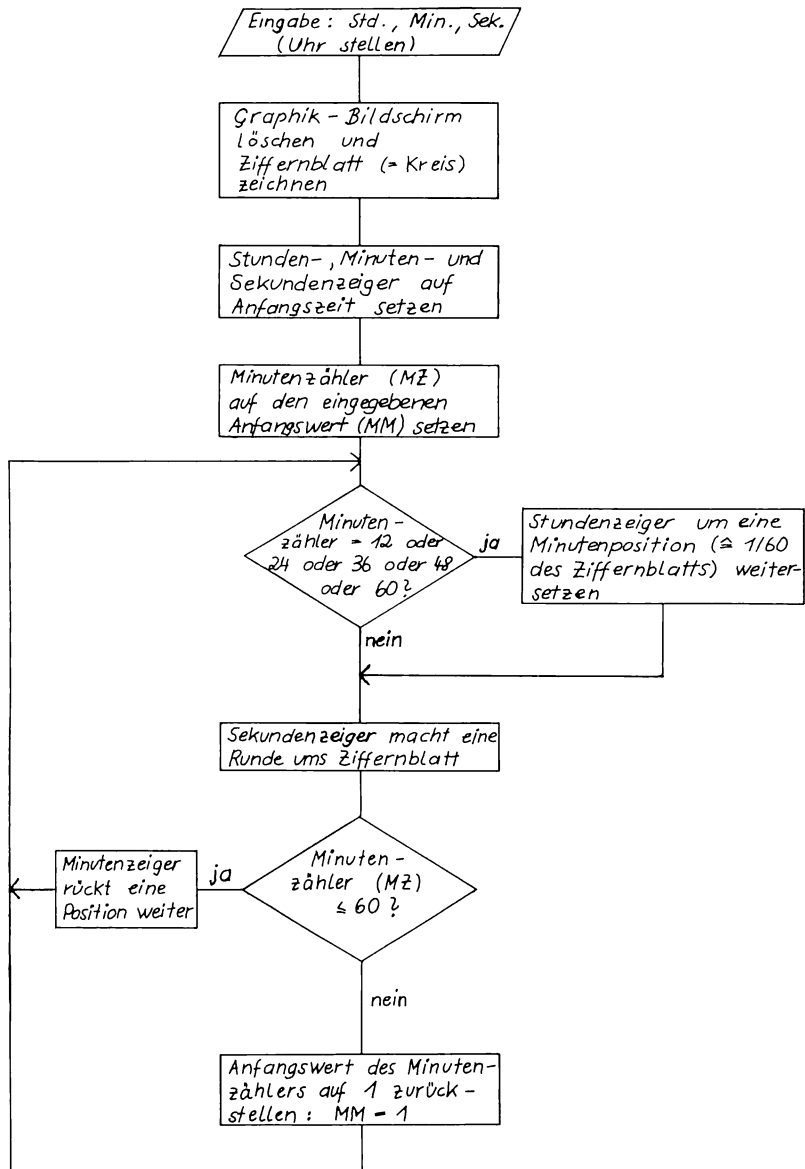 Eingabe: Std., Min., Sek.
(Uhr stellen)
Graphik-Bildschirm
löschen und
Ziffernblatt (= Kreis)
zeichnen
Stunden-, Minuten- und
Sekundenzeiger auf
Anfangszeit setzen
Minutenzähler (MZ)
auf den eingegebenen
Anfangswert (MM) setzen
Minuten-
zähler = 12 oder
24 oder 36 oder 48
oder 60?
ja
Stundenzeiger um eine
Minutenposition (≙ 1/60
des Ziffernblatts) weiter-
setzen
nein
Sekundenzeiger macht eine
Runde ums Ziffernblatt
Minuten-
zähler (MZ)
≤ 60?
ja
Minutenzeiger
rückt eine
Position weiter
nein
Anfangswert des Minuten-
zählers auf 1 zurück-
stellen: MM = 1